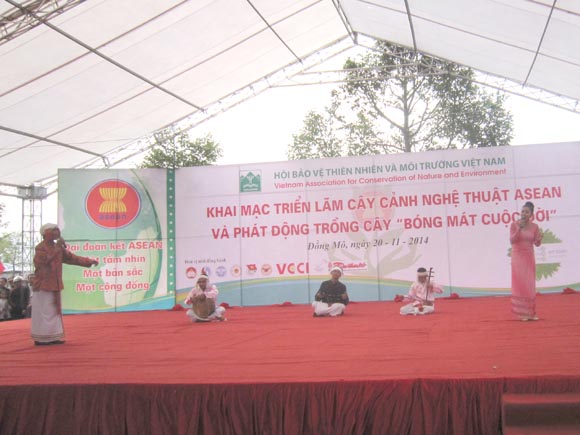 ASEAN
Đại đoàn kết ASEAN
Một tầm nhìn
Một bản sắc
Một cộng đồng
HỘI BẢO VỆ THIÊN NHIÊN VÀ MÔI TRƯỜNG VIỆT NAM
Vietnam Association for Conservation of Nature and Environment
KHAI MẠC TRIỂN LÃM CÂY CẢNH NGHỆ THUẬT ASEAN
VÀ PHÁT ĐỘNG TRỒNG CÂY "BÓNG MÁT CUỘC ĐỜI"
Đồng Mô, ngày 20 - 11 - 2014
VCCI